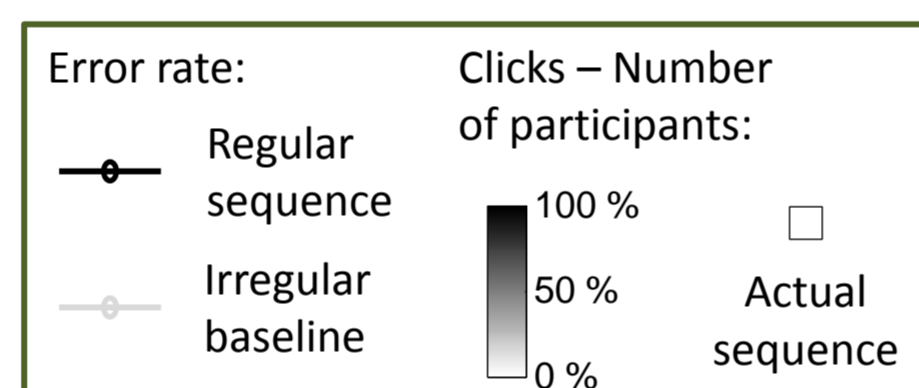 Error rate:
Regular
sequence
Irregular
baseline
Clicks – Number
of participants:
100 %
50 %
0 %
Actual
sequence